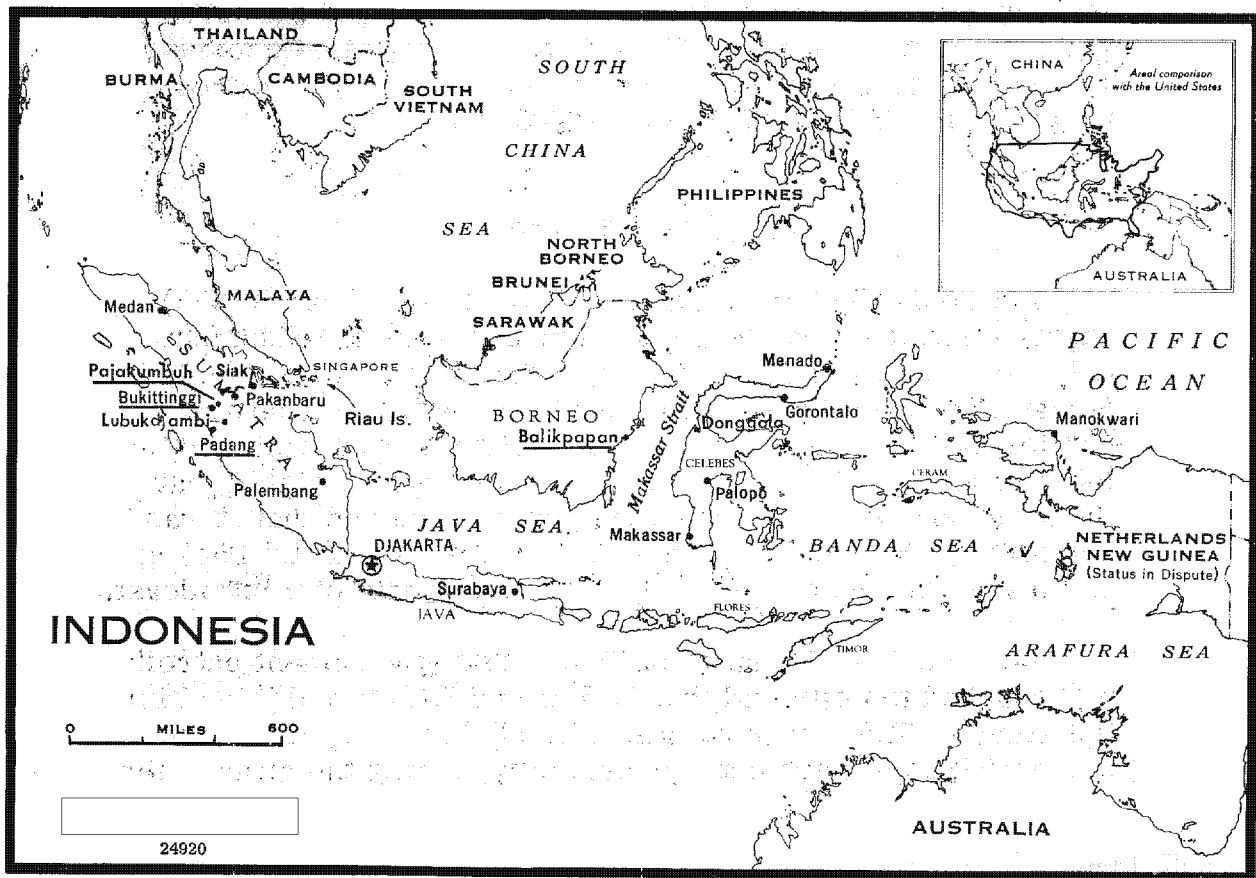 THAILAND
BURMA
CAMBODIA
SOUTH
VIETNAM
SOUTH
CHINA
SEA
PHILIPPINES
CHINA
Areal comparison
with the United States
AUSTRALIA
NORTH
BORNEO
BRUNEI
SARAWAK
MALAYA
Medan
SUMATRA
SINGAPORE
Pajakumbuh
Siak
Bukittinggi
Pakanbaru
Lubukdjambi
Padang
Riau Is.
Palembang
BORNEO
Balikpapan
Makassar Strait
Menado
Gorontalo
Donggala
CELEBES
Palopo
Makassar
PACIFIC
OCEAN
Manokwari
CERAM
JAVA SEA
BANDA SEA
NETHERLANDS
NEW GUINEA
(Status in Dispute)
DJAKARTA
Surabaya
JAVA
FLORES
TIMOR
ARAFURA SEA
INDONESIA
0 MILES 600
24920
AUSTRALIA